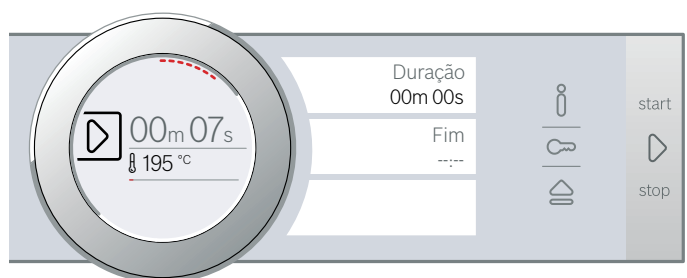 00m 07s
195 °C
Duração
00m 00s
Fim
--:--
start
stop